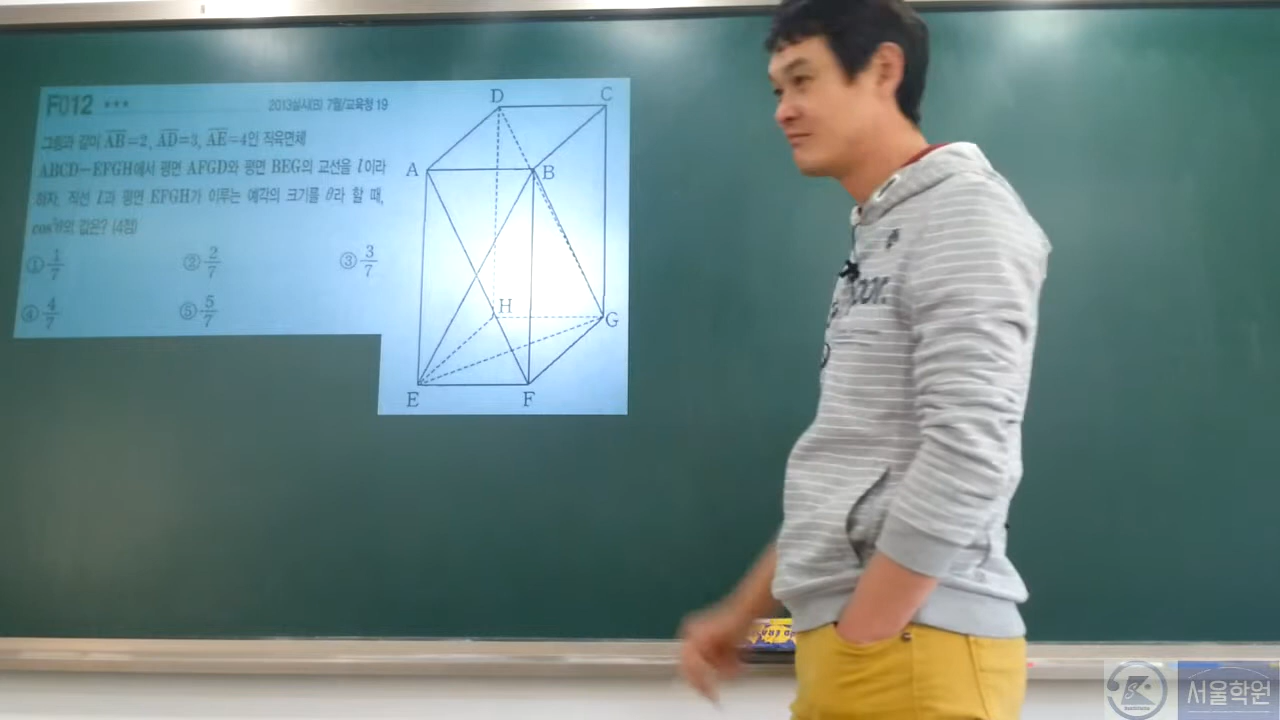 F012 ★★★
2013실시(B) 7월/교육청 19
그림과 같이 AB=2, AD=3, AE=4인 직육면체
ABCD-EFGH에서 평면 AFGD와 평면 BEG의 교선을 l이라
하자. 직선 l과 평면 EFGH가 이루는 예각의 크기를 θ라 할 때,
cos²θ의 값은? (4점)
① 1/7 ② 2/7 ③ 3/7
④ 4/7 ⑤ 5/7
D C
A B
H G
E F
서울학원